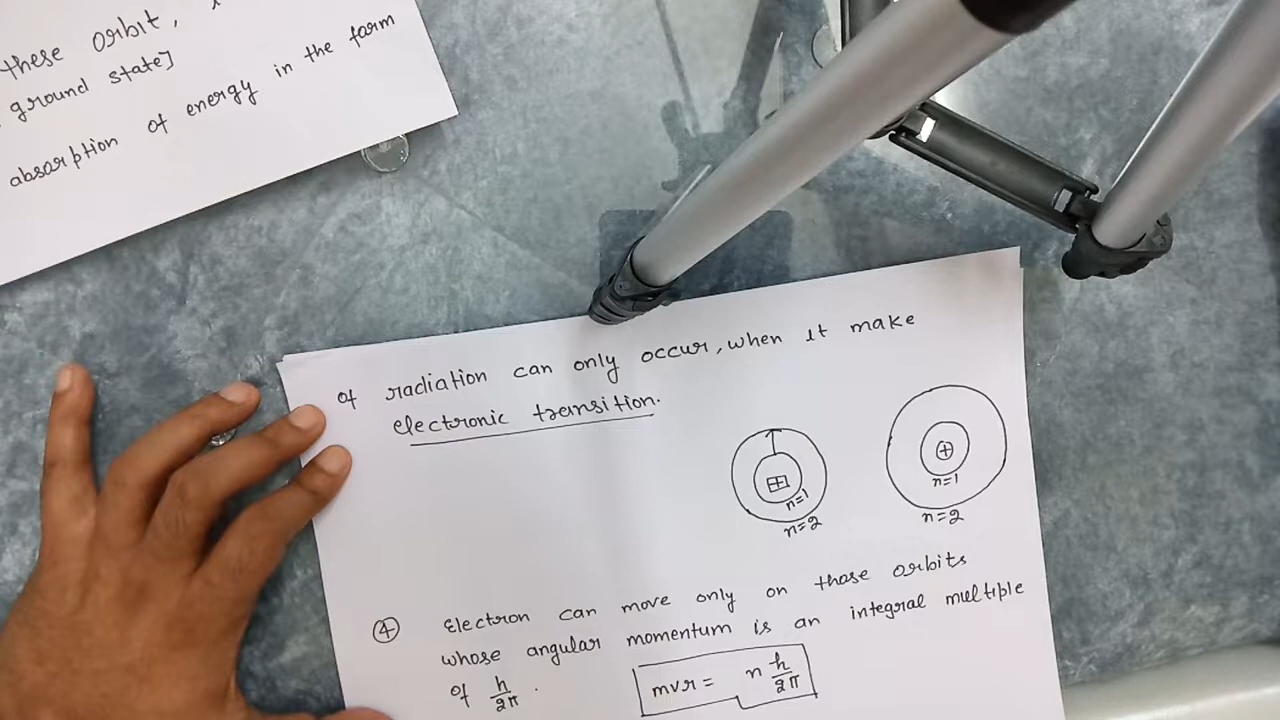 these orbit,
ground state]
absorption of energy in the form
of radiation can only occur, when it make
electronic transition.
n=1
n=2
+
n=1
n=2
④ Electron can move only on those orbits
whose angular momentum is an integral multiple
of h/2π.
mvr = n h/2π